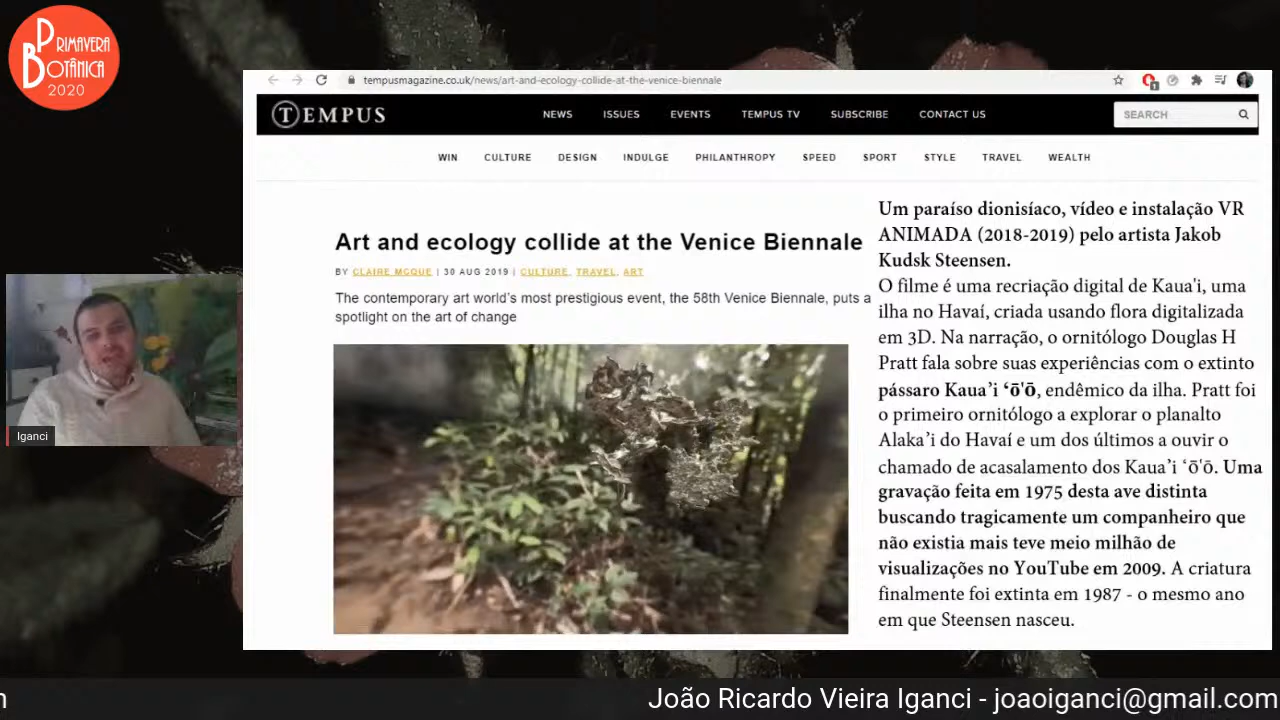 PRIMAVERA
BOTÂNICA
2020
tempusmagazine.co.uk/news/art-and-ecology-collide-at-the-venice-biennale
TEMPUS
NEWS ISSUES EVENTS TEMPUS TV SUBSCRIBE CONTACT US
SEARCH
WIN CULTURE DESIGN INDULGE PHILANTHROPY SPEED SPORT STYLE TRAVEL WEALTH
Art and ecology collide at the Venice Biennale
BY CLAIRE MCQUE | 30 AUG 2019 | CULTURE, TRAVEL, ART
The contemporary art world's most prestigious event, the 58th Venice Biennale, puts a
spotlight on the art of change
Um paraíso dionisíaco, vídeo e instalação VR
ANIMADA (2018-2019) pelo artista Jakob
Kudsk Steensen.
O filme é uma recriação digital de Kaua'i, uma
ilha no Havaí, criada usando flora digitalizada
em 3D. Na narração, o ornitólogo Douglas H
Pratt fala sobre suas experiências com o extinto
pássaro Kaua'i ʻō'ō, endêmico da ilha. Pratt foi
o primeiro ornitólogo a explorar o planalto
Alaka'i do Havaí e um dos últimos a ouvir o
chamado de acasalamento dos Kaua'i ʻō'ō. Uma
gravação feita em 1975 desta ave distinta
buscando tragicamente um companheiro que
não existia mais teve meio milhão de
visualizações no YouTube em 2009. A criatura
finalmente foi extinta em 1987 - o mesmo ano
em que Steensen nasceu.
Iganci
João Ricardo Vieira Iganci - joaoiganci@gmail.com